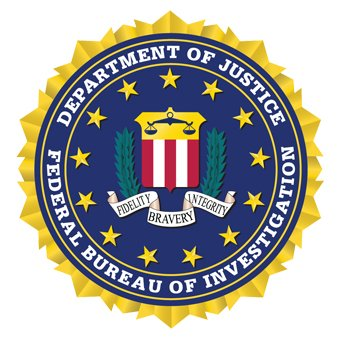 DEPARTMENT OF JUSTICE
FIDELITY
BRAVERY
INTEGRITY
FEDERAL BUREAU OF INVESTIGATION